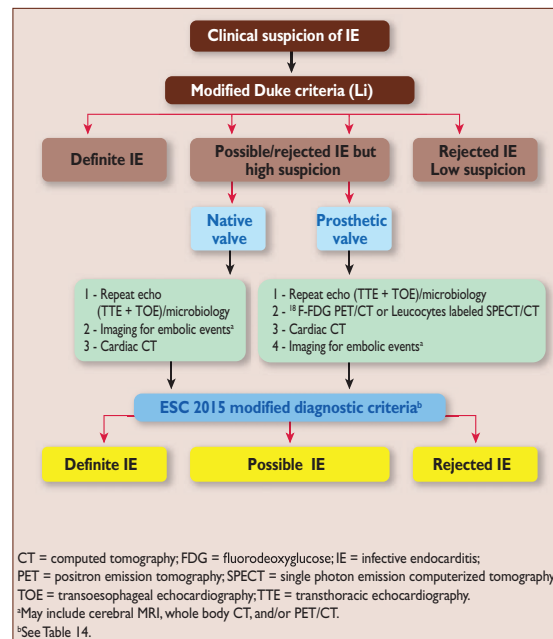 Clinical suspicion of IE
Modified Duke criteria (Li)
Definite IE
Possible/rejected IE but
high suspicion
Rejected IE
Low suspicion
Native
valve
Prosthetic
valve
1 - Repeat echo
(TTE + TOE)/microbiology
2 - Imaging for embolic eventsᵃ
3 - Cardiac CT
1 - Repeat echo (TTE + TOE)/microbiology
2 - ¹⁸ F-FDG PET/CT or Leucocytes labeled SPECT/CT
3 - Cardiac CT
4 - Imaging for embolic eventsᵃ
ESC 2015 modified diagnostic criteriaᵇ
Definite IE
Possible IE
Rejected IE
CT = computed tomography; FDG = fluorodeoxyglucose; IE = infective endocarditis;
PET = positron emission tomography; SPECT = single photon emission computerized tomography;
TOE = transoesophageal echocardiography; TTE = transthoracic echocardiography.
ᵃMay include cerebral MRI, whole body CT, and/or PET/CT.
ᵇSee Table 14.